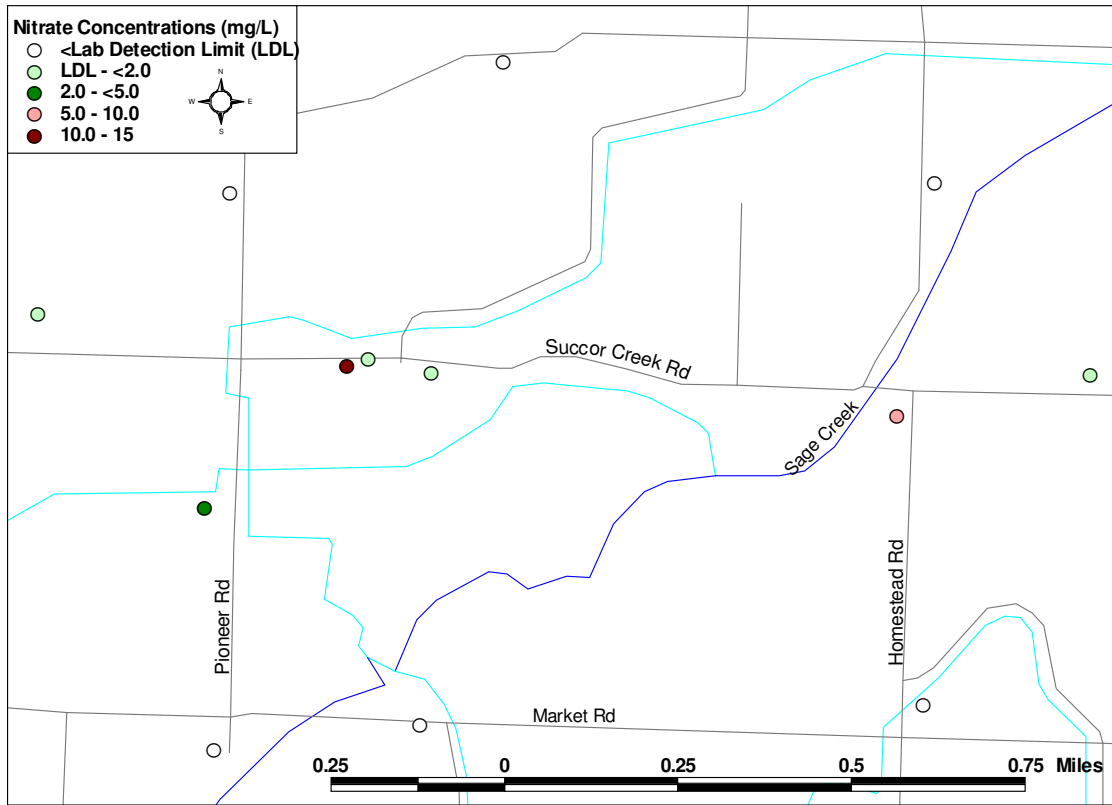 Nitrate Concentrations (mg/L)
<Lab Detection Limit (LDL)
LDL - <2.0
2.0 - <5.0
5.0 - 10.0
10.0 - 15
N
W E
S
Succor Creek Rd
Sage Creek
Pioneer Rd
Homestead Rd
Market Rd
0.25 0 0.25 0.5 0.75 Miles